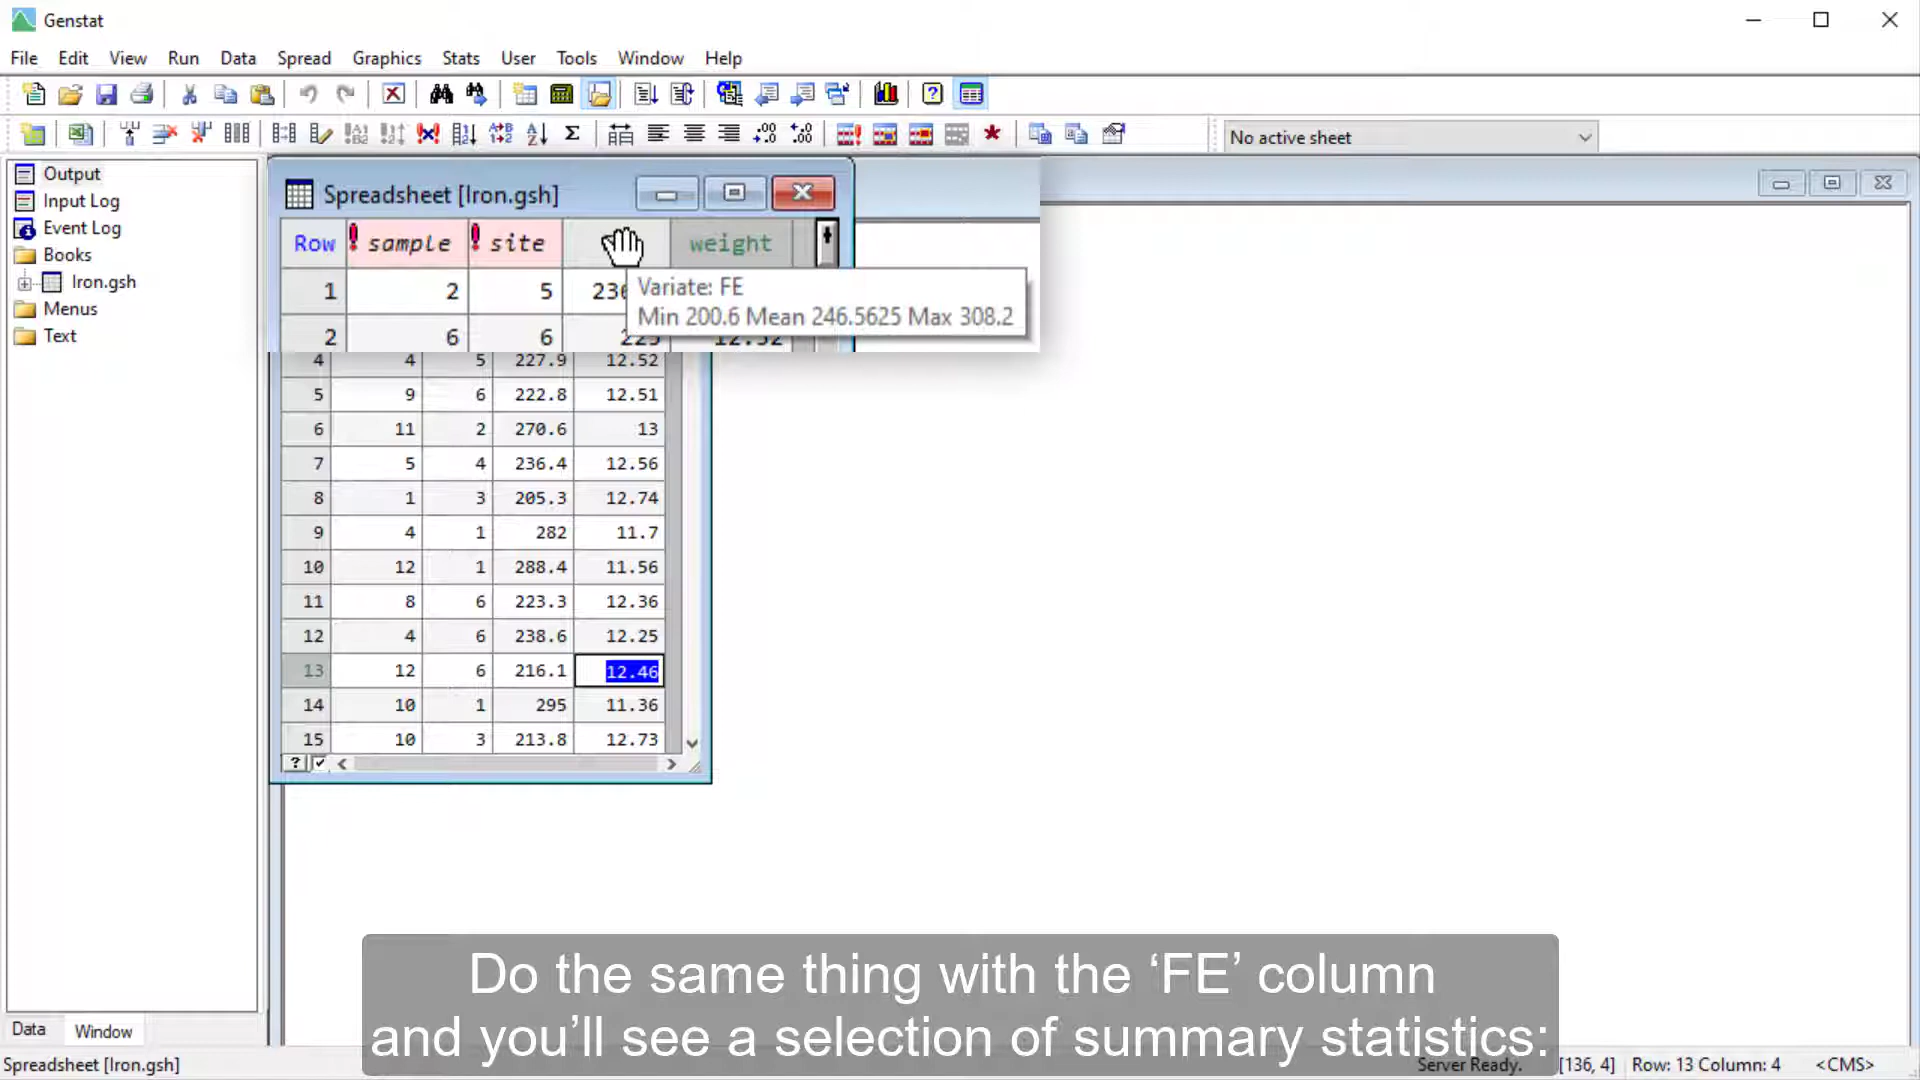 Genstat
File Edit View Run Data Spread Graphics Stats User Tools Window Help
No active sheet
Output
Input Log
Event Log
Books
Iron.gsh
Menus
Text
Data Window
Spreadsheet [Iron.gsh]
Row ! sample ! site weight
1 2 5
2 6 6
Variate: FE
Min 200.6 Mean 246.5625 Max 308.2
4 4 5 227.9 12.52
5 9 6 222.8 12.51
6 11 2 270.6 13
7 5 4 236.4 12.56
8 1 3 205.3 12.74
9 4 1 282 11.7
10 12 1 288.4 11.56
11 8 6 223.3 12.36
12 4 6 238.6 12.25
13 12 6 216.1 12.46
14 10 1 295 11.36
15 10 3 213.8 12.73
Do the same thing with the ‘FE’ column
and you’ll see a selection of summary statistics:
Spreadsheet [Iron.gsh] Server Ready. [136, 4] Row: 13 Column: 4 <CMS>